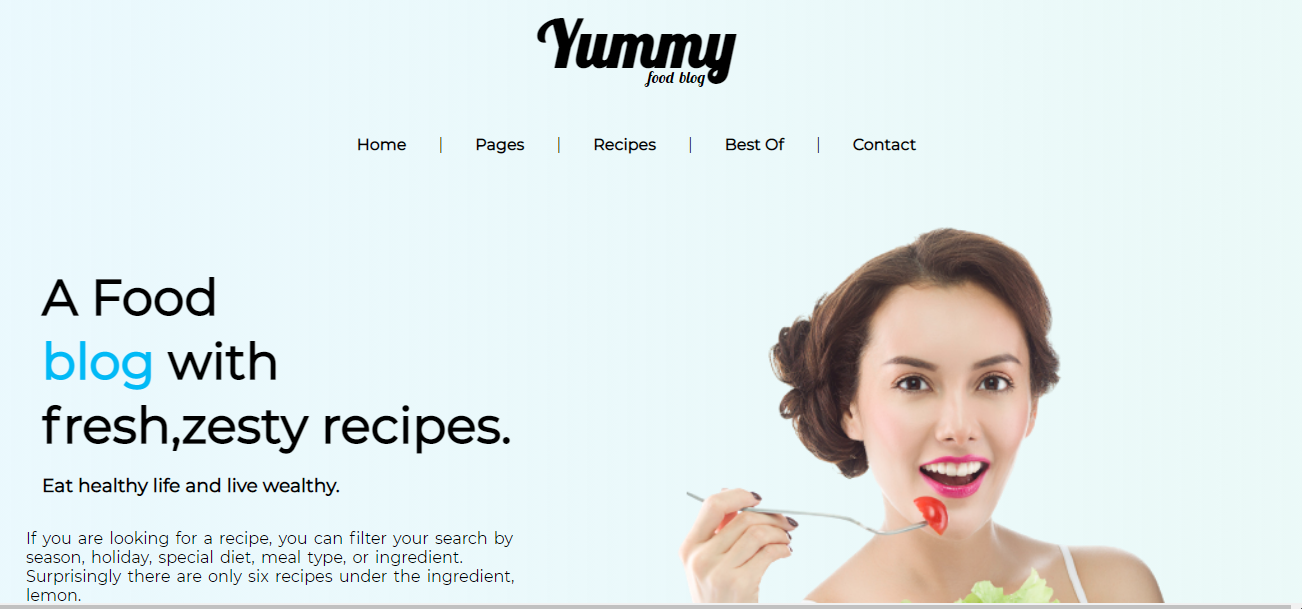 Yummy
food blog
Home | Pages | Recipes | Best Of | Contact
A Food
blog with
fresh,zesty recipes.
Eat healthy life and live wealthy.
If you are looking for a recipe, you can filter your search by
season, holiday, special diet, meal type, or ingredient.
Surprisingly there are only six recipes under the ingredient,
lemon.